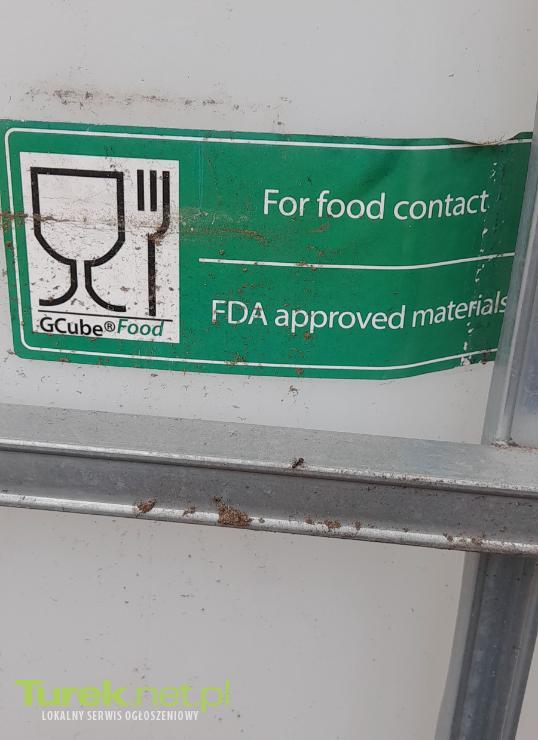 For food contact
FDA approved materials
GCube®Food
Turek.net.pl
LOKALNY SERWIS OGŁOSZENIOWY